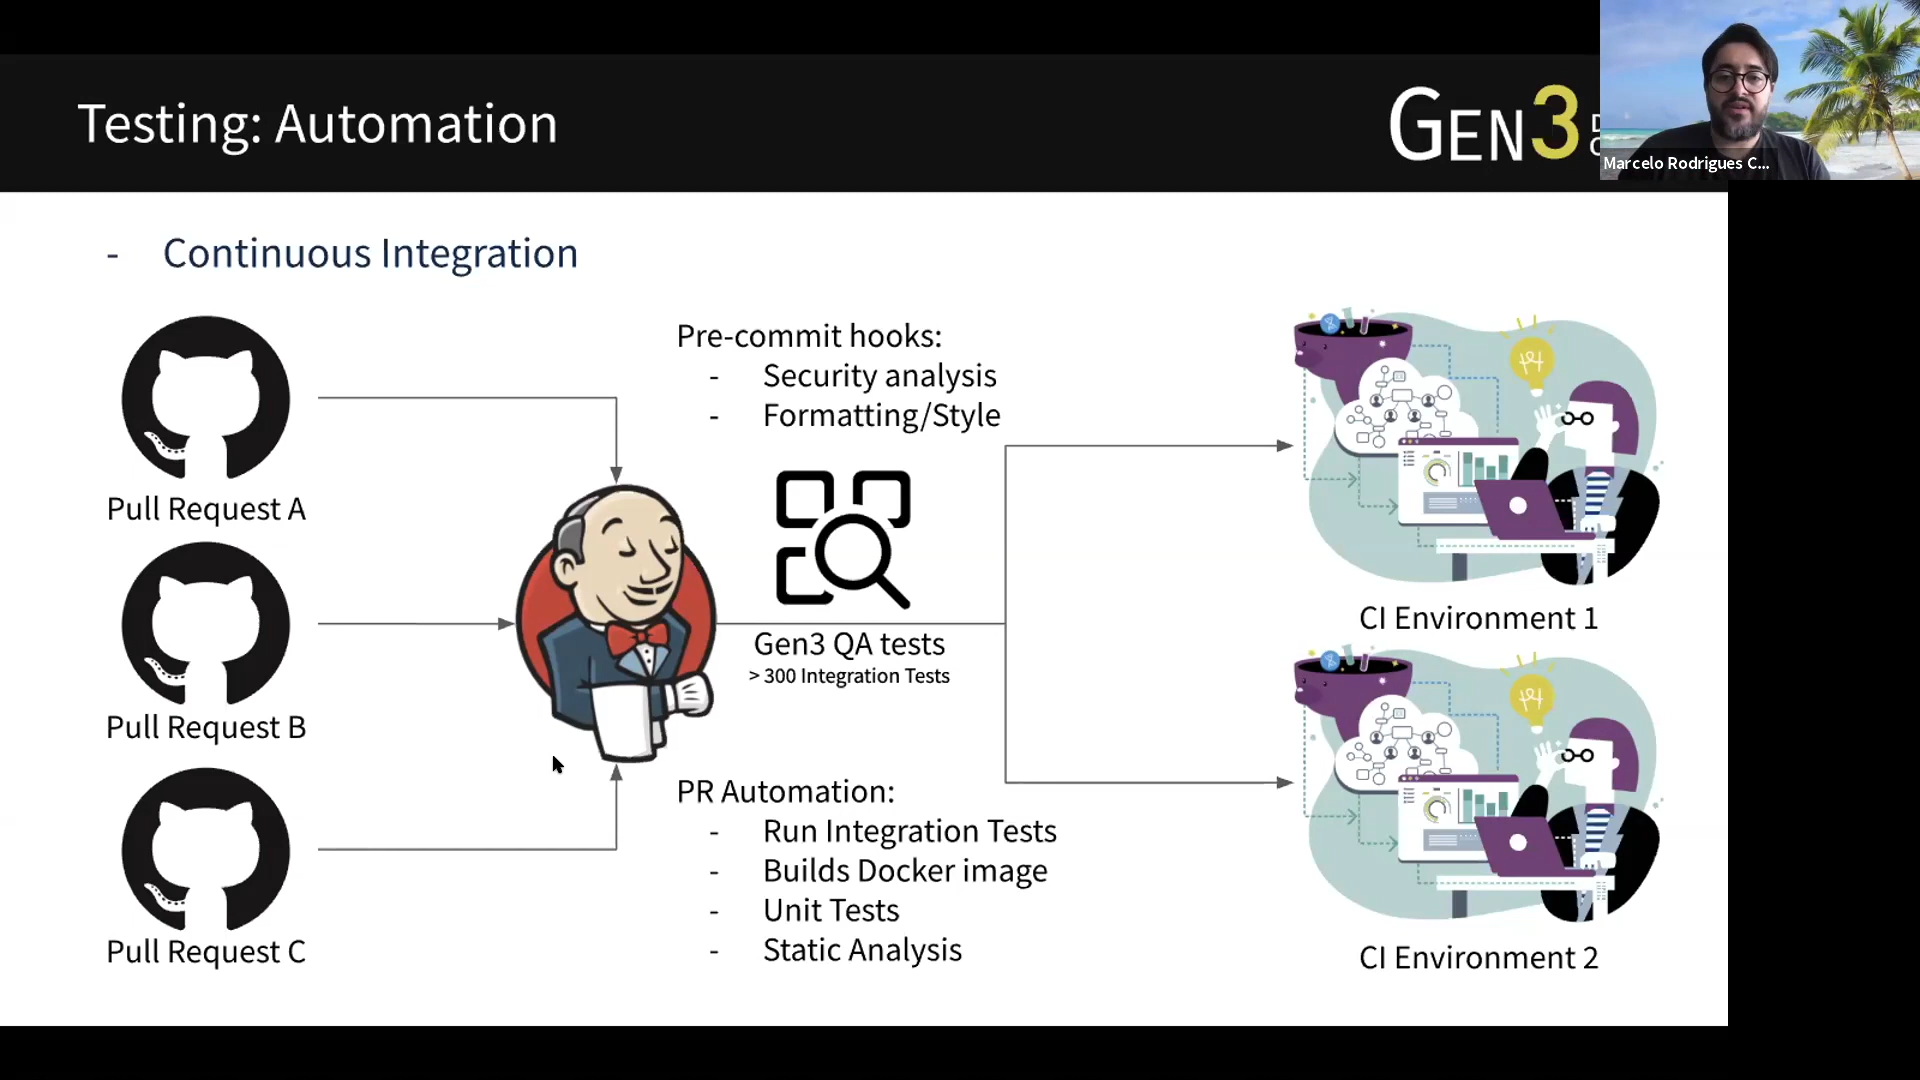 Testing: Automation
GEN3
Marcelo Rodrigues C...
- Continuous Integration
Pull Request A
Pull Request B
Pull Request C
Pre-commit hooks:
- Security analysis
- Formatting/Style
Gen3 QA tests
> 300 Integration Tests
PR Automation:
- Run Integration Tests
- Builds Docker image
- Unit Tests
- Static Analysis
CI Environment 1
CI Environment 2